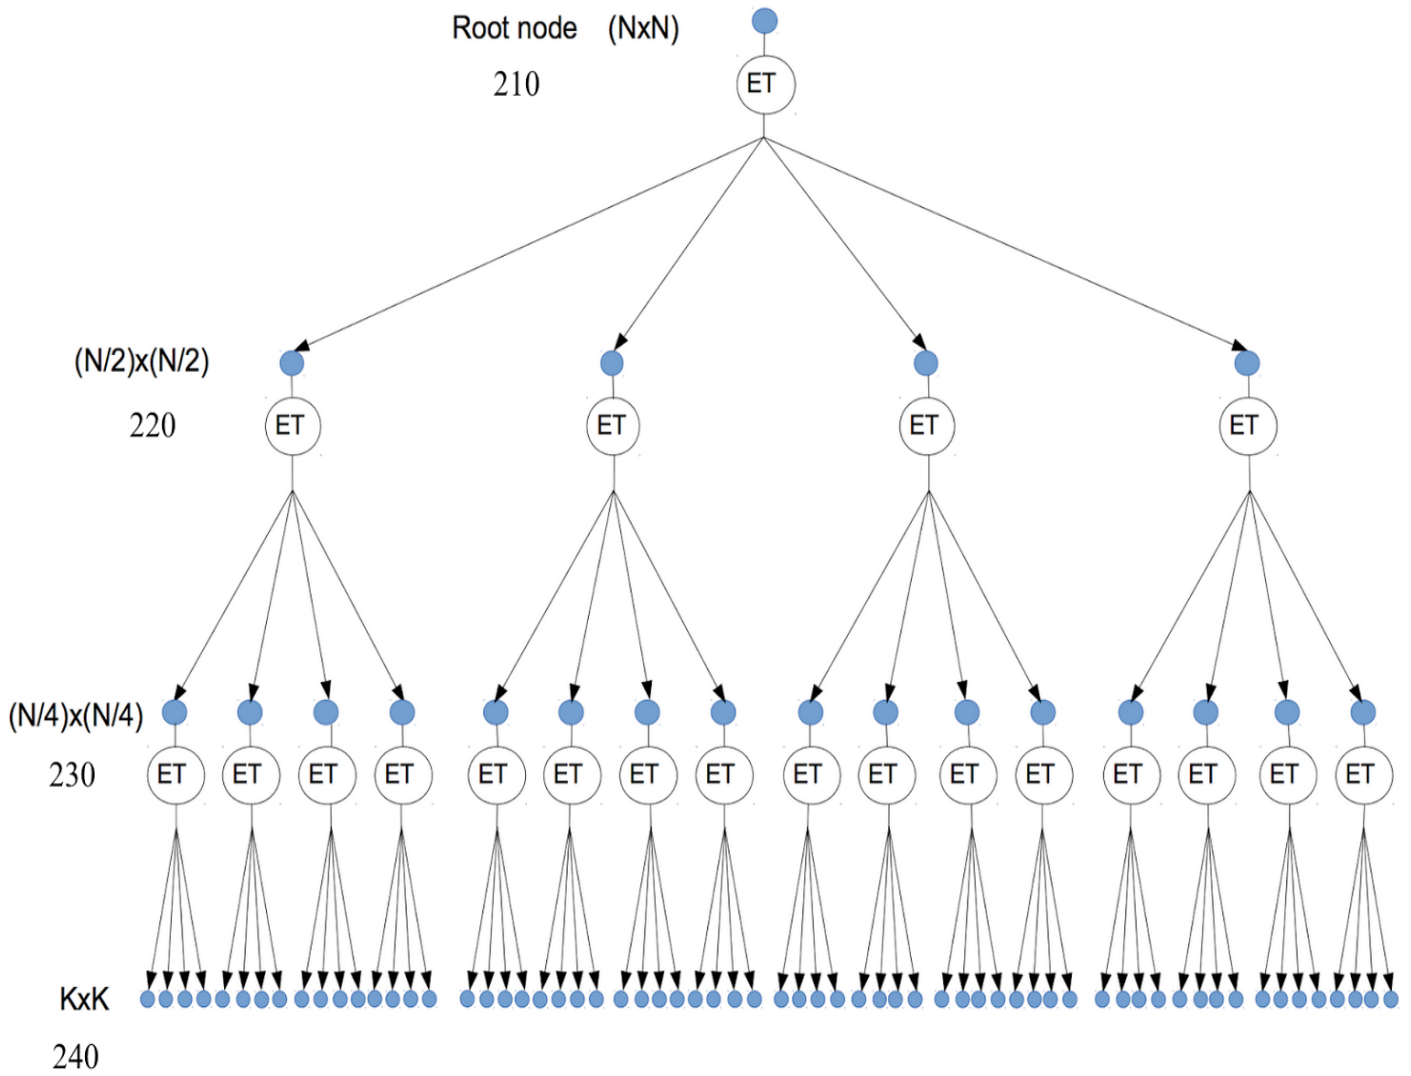 Root node (NxN)
210
ET
(N/2)x(N/2)
220
ET ET ET ET
(N/4)x(N/4)
230
ET ET ET ET ET ET ET ET ET ET ET ET ET ET ET ET
KxK
240